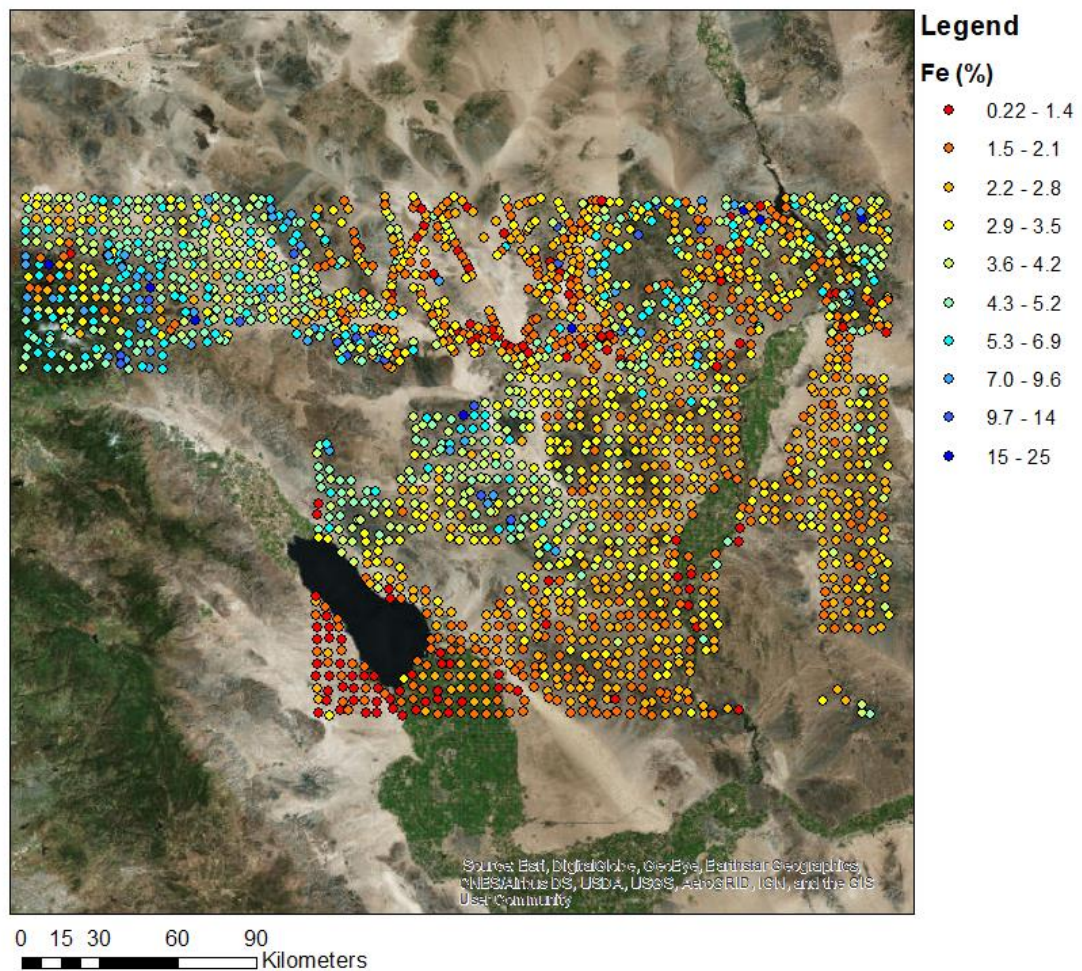 Legend
Fe (%)
0.22 - 1.4
1.5 - 2.1
2.2 - 2.8
2.9 - 3.5
3.6 - 4.2
4.3 - 5.2
5.3 - 6.9
7.0 - 9.6
9.7 - 14
15 - 25
Source: Esri, DigitalGlobe, GeoEye, Earthstar Geographics,
CNES/Airbus DS, USDA, USGS, AeroGRID, IGN, and the GIS
User Community
0 15 30 60 90
Kilometers